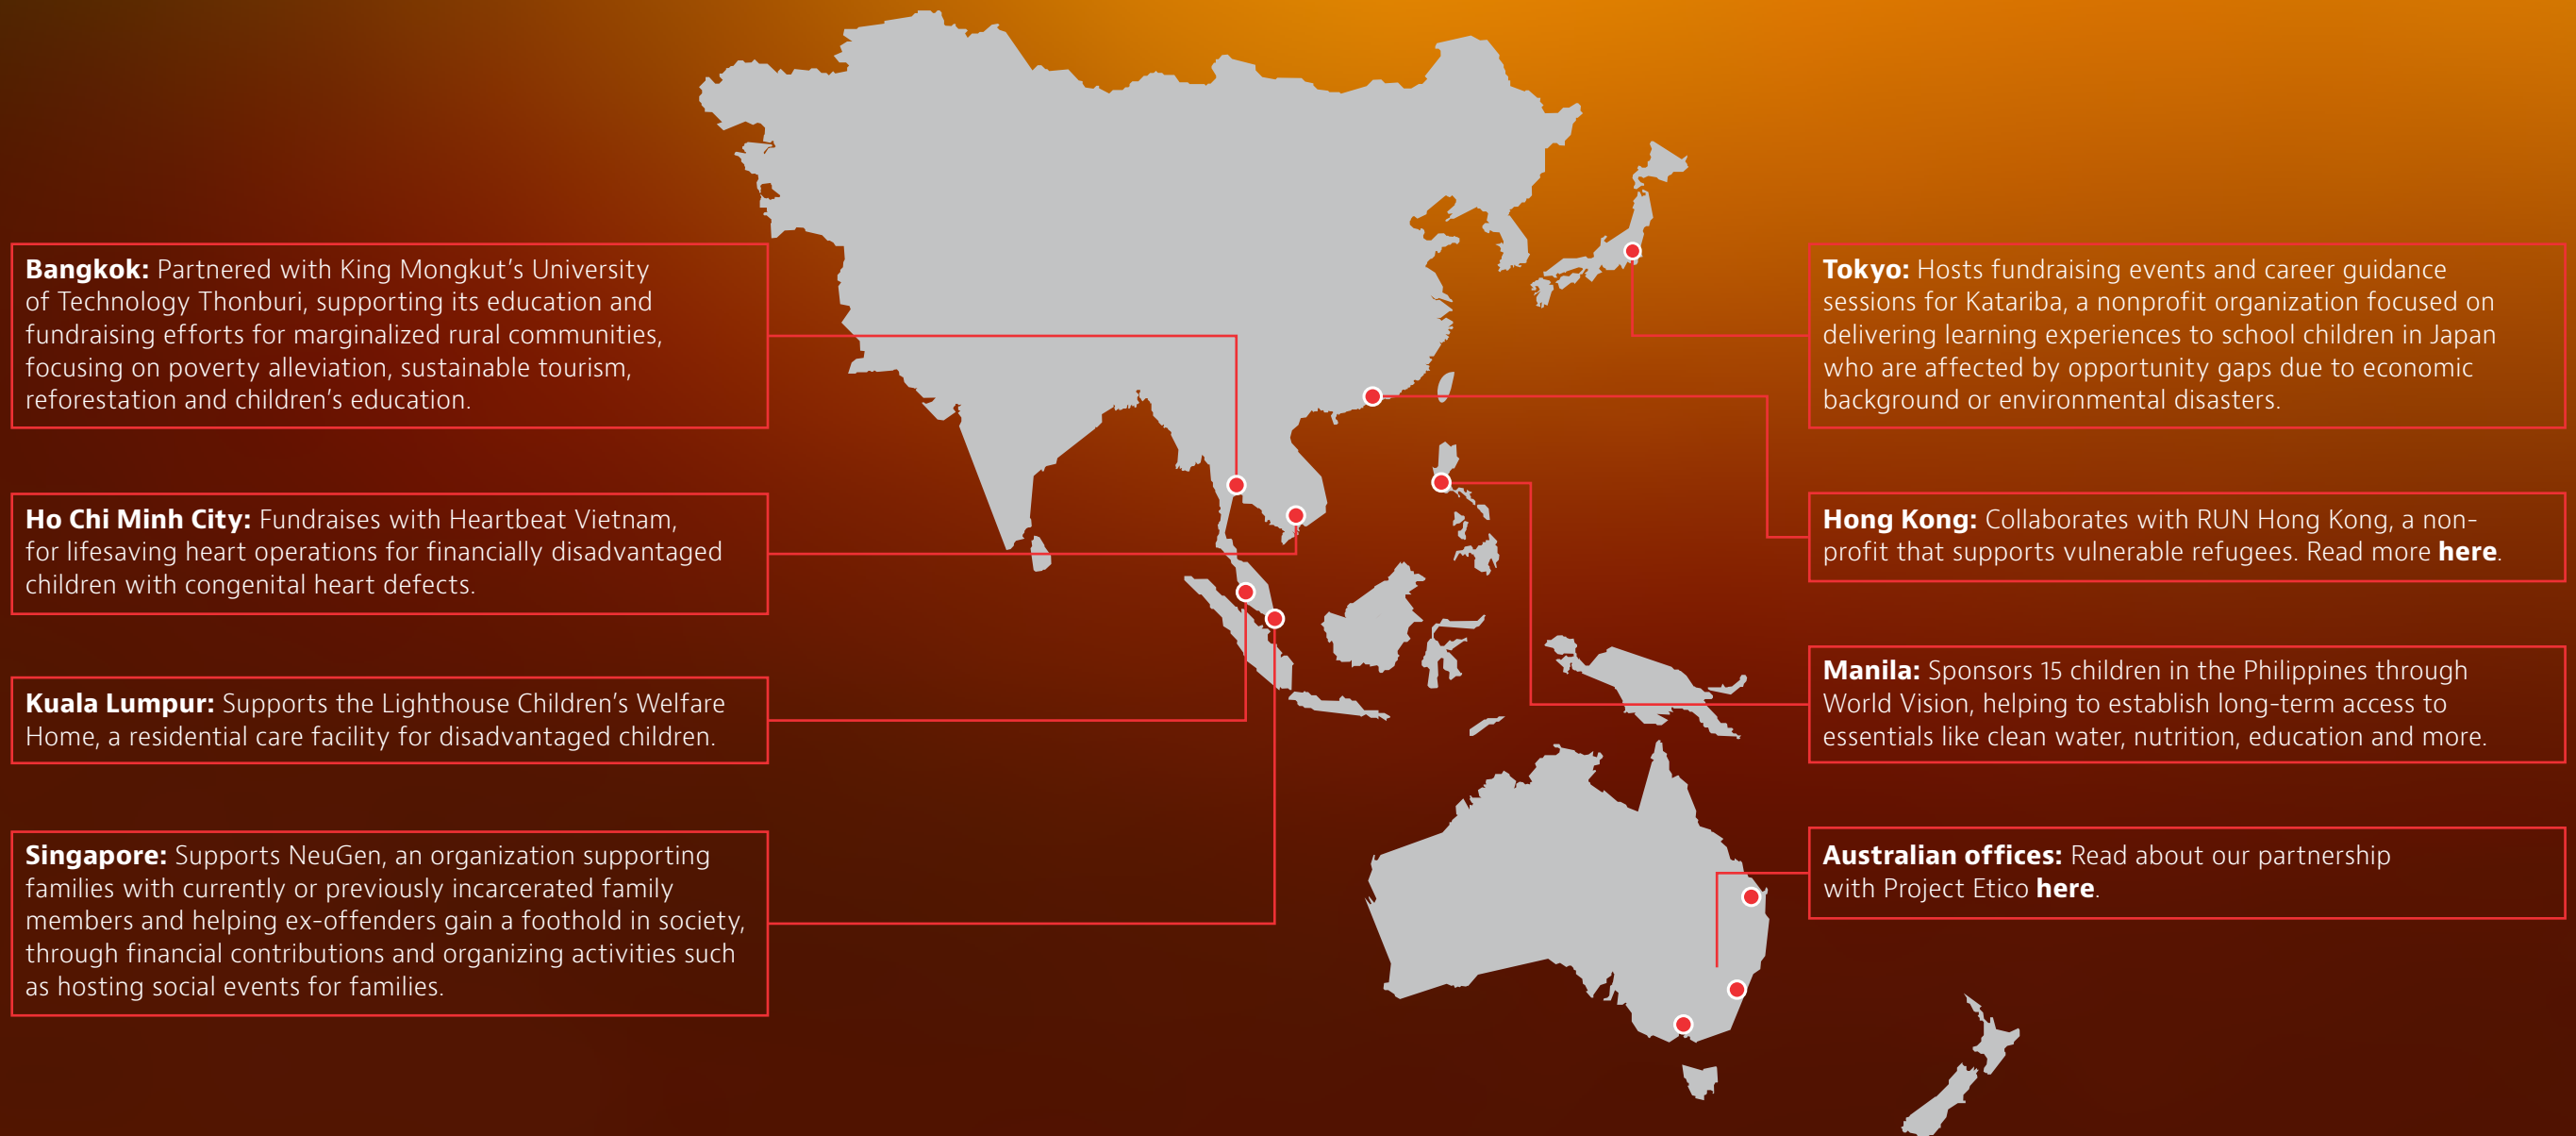 Bangkok: Partnered with King Mongkut’s University
of Technology Thonburi, supporting its education and
fundraising efforts for marginalized rural communities,
focusing on poverty alleviation, sustainable tourism,
reforestation and children’s education.
Ho Chi Minh City: Fundraises with Heartbeat Vietnam,
for lifesaving heart operations for financially disadvantaged
children with congenital heart defects.
Kuala Lumpur: Supports the Lighthouse Children’s Welfare
Home, a residential care facility for disadvantaged children.
Singapore: Supports NeuGen, an organization supporting
families with currently or previously incarcerated family
members and helping ex-offenders gain a foothold in society,
through financial contributions and organizing activities such
as hosting social events for families.
Tokyo: Hosts fundraising events and career guidance
sessions for Katariba, a nonprofit organization focused on
delivering learning experiences to school children in Japan
who are affected by opportunity gaps due to economic
background or environmental disasters.
Hong Kong: Collaborates with RUN Hong Kong, a non-
profit that supports vulnerable refugees. Read more here.
Manila: Sponsors 15 children in the Philippines through
World Vision, helping to establish long-term access to
essentials like clean water, nutrition, education and more.
Australian offices: Read about our partnership
with Project Etico here.